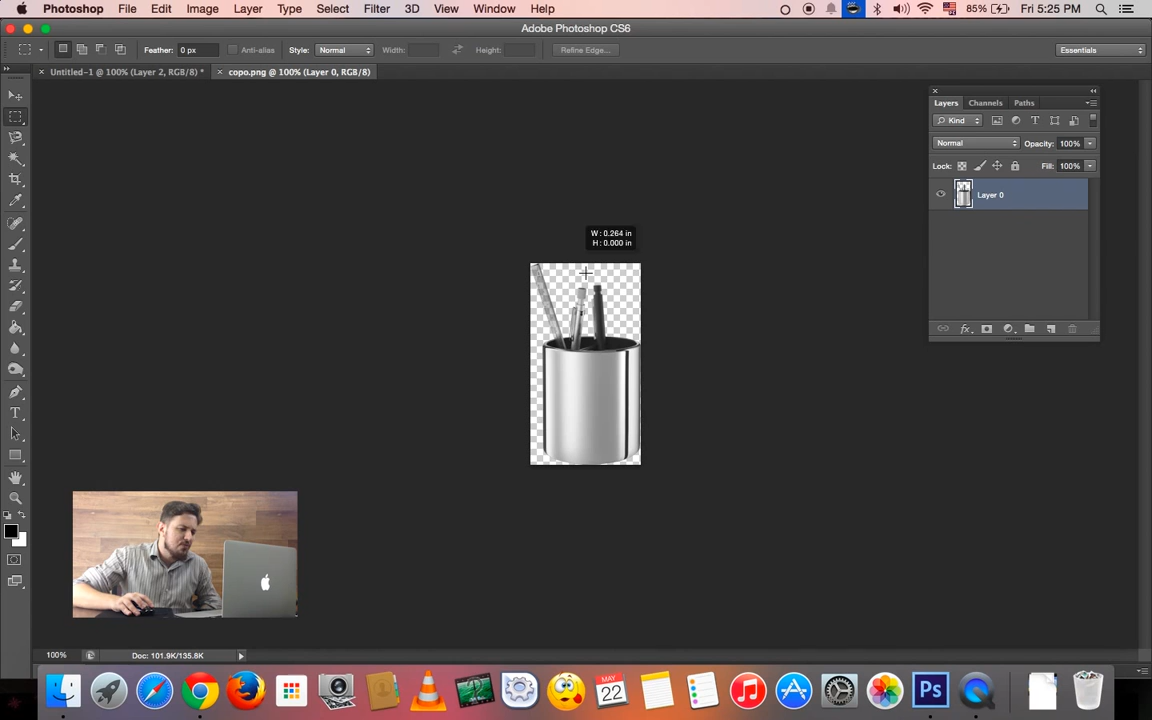 Photoshop File Edit Image Layer Type Select Filter 3D View Window Help 85% Fri 5:25 PM
Adobe Photoshop CS6
Feather: 0 px Anti-alias Style: Normal Width: Height: Refine Edge... Essentials
Untitled-1 @ 100% (Layer 2, RGB/8) * copo.png @ 100% (Layer 0, RGB/8)
Layers Channels Paths
Kind
Normal Opacity: 100%
Lock: Fill: 100%
Layer 0
W: 0.264 in
H: 0.000 in
fx
100% Doc: 101.9K/135.8K
MAY
22
Ps